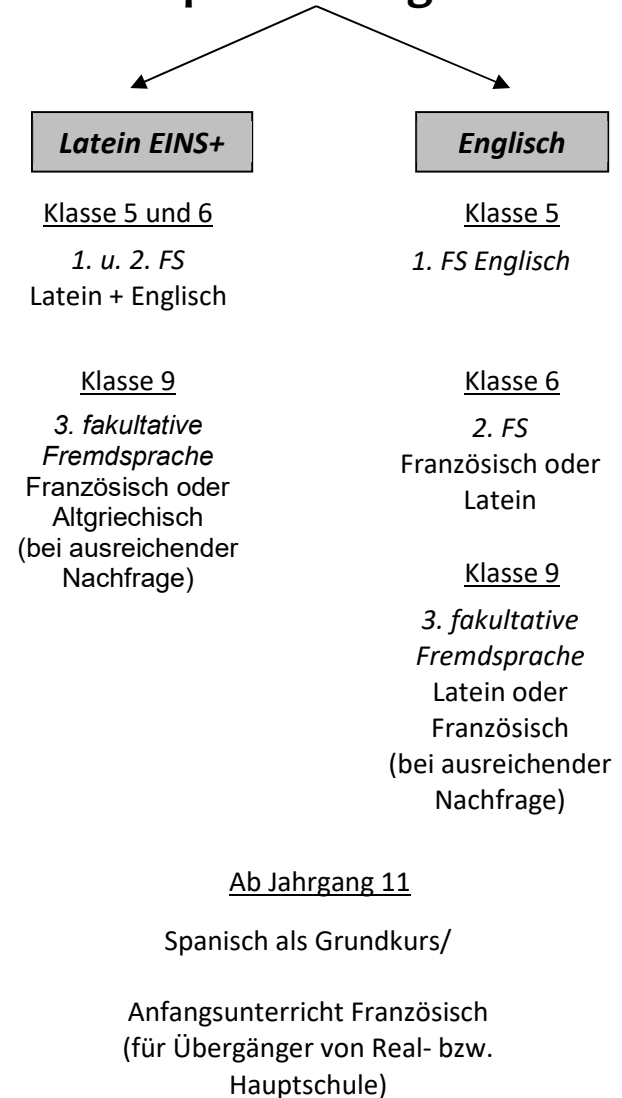 Latein EINS+
Klasse 5 und 6
1. u. 2. FS
Latein + Englisch
Klasse 9
3. fakultative
Fremdsprache
Französisch oder
Altgriechisch
(bei ausreichender
Nachfrage)
Englisch
Klasse 5
1. FS Englisch
Klasse 6
2. FS
Französisch oder
Latein
Klasse 9
3. fakultative
Fremdsprache
Latein oder
Französisch
(bei ausreichender
Nachfrage)
Ab Jahrgang 11
Spanisch als Grundkurs/
Anfangsunterricht Französisch
(für Übergänger von Real- bzw.
Hauptschule)